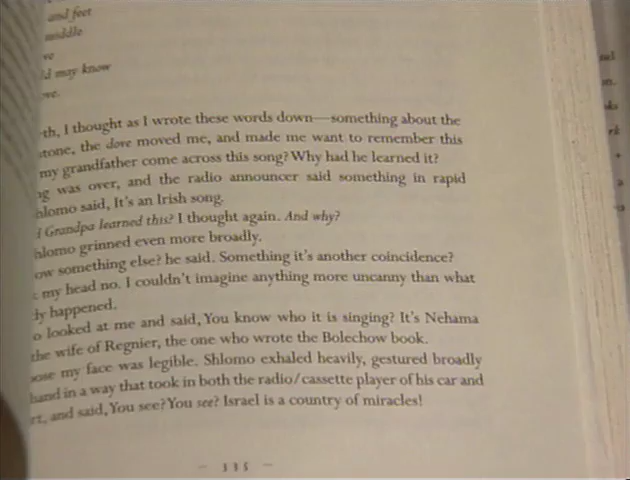 and feet
middle
ve
ld may know
ve.
th, I thought as I wrote these words down—something about the
tone, the dove moved me, and made me want to remember this
my grandfather come across this song? Why had he learned it?
g was over, and the radio announcer said something in rapid
hlomo said, It's an Irish song.
Grandpa learned this? I thought again. And why?
hlomo grinned even more broadly.
ow something else? he said. Something it's another coincidence?
my head no. I couldn't imagine anything more uncanny than what
ly happened.
o looked at me and said, You know who it is singing? It's Nehama
the wife of Regnier, the one who wrote the Bolechow book.
ose my face was legible. Shlomo exhaled heavily, gestured broadly
hand in a way that took in both the radio/cassette player of his car and
rt, and said, You see? You see? Israel is a country of miracles!
– 335 –